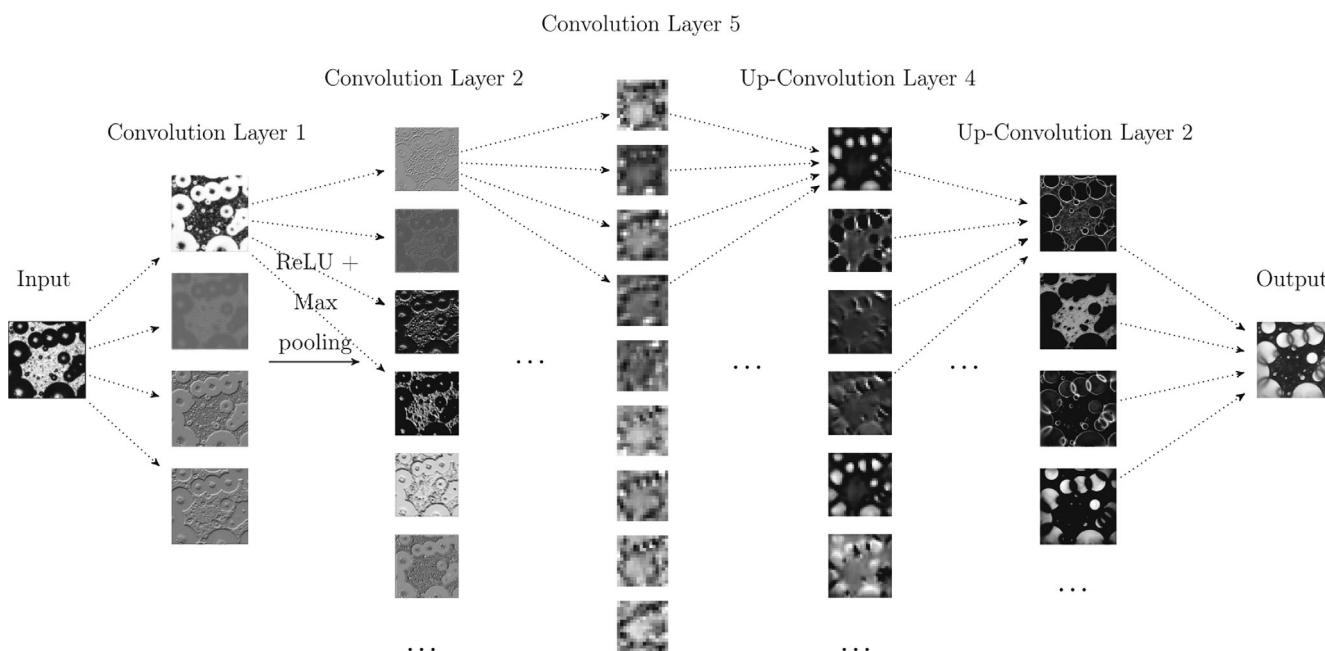 Convolution Layer 5
Convolution Layer 2
Up-Convolution Layer 4
Convolution Layer 1
Up-Convolution Layer 2
Input
ReLU +
Max
pooling
Output
...
...
...
...
...
...